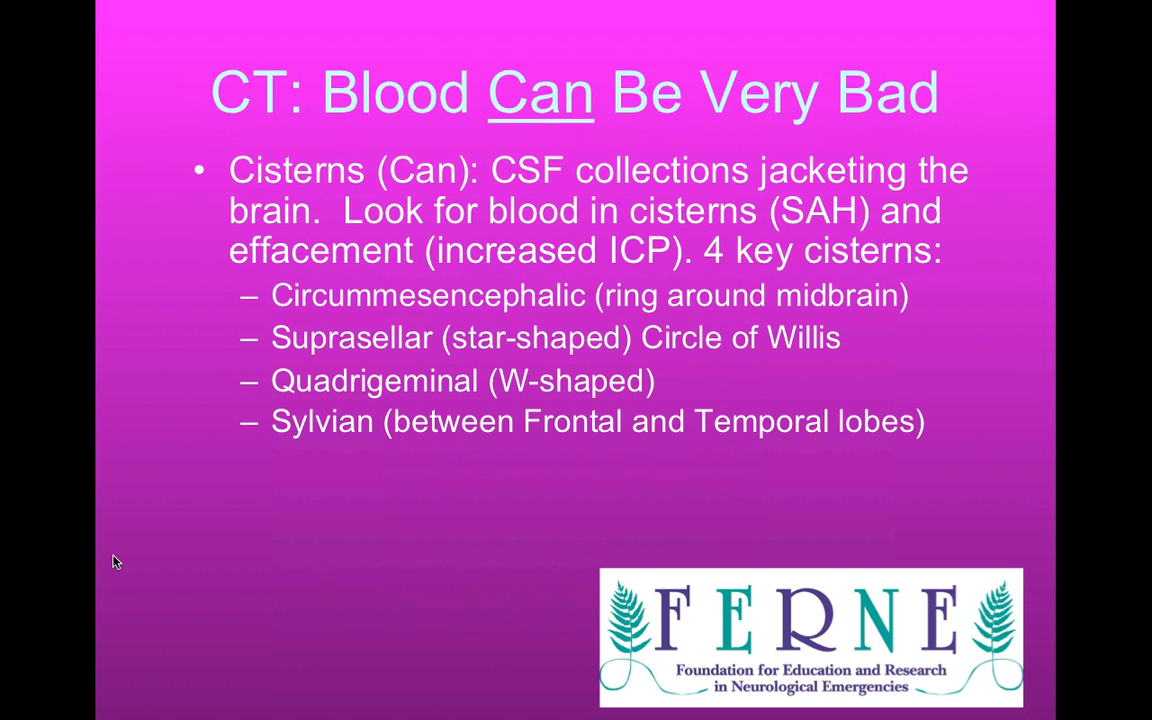 CT: Blood Can Be Very Bad
• Cisterns (Can): CSF collections jacketing the
brain.  Look for blood in cisterns (SAH) and
effacement (increased ICP). 4 key cisterns:
– Circummesencephalic (ring around midbrain)
– Suprasellar (star-shaped) Circle of Willis
– Quadrigeminal (W-shaped)
– Sylvian (between Frontal and Temporal lobes)
FERNE
Foundation for Education and Research
in Neurological Emergencies